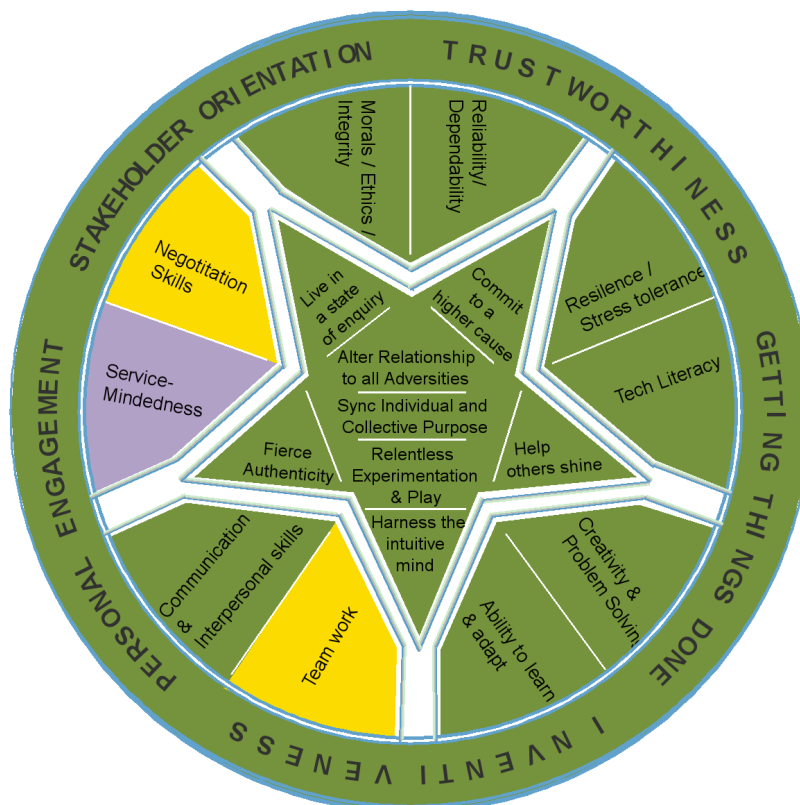 STAKEHOLDER ORIENTATION
TRUSTWORTHINESS
GETTING THINGS DONE
INVENTIVENESS
PERSONAL ENGAGEMENT
Morals / Ethics /
Integrity
Reliability/
Dependability
Resilence /
Stress tolerance
Tech Literacy
Creativity &
Problem Solving
Ability to learn
& adapt
Team work
Communication
&
Interpersonal skills
Service-
Mindedness
Negotitation
Skills
Live in
a state
of enquiry
Commit
to a
higher cause
Alter Relationship
to all Adversities
Sync Individual and
Collective Purpose
Relentless
Experimentation
& Play
Harness the
intuitive
mind
Fierce
Authenticity
Help
others shine